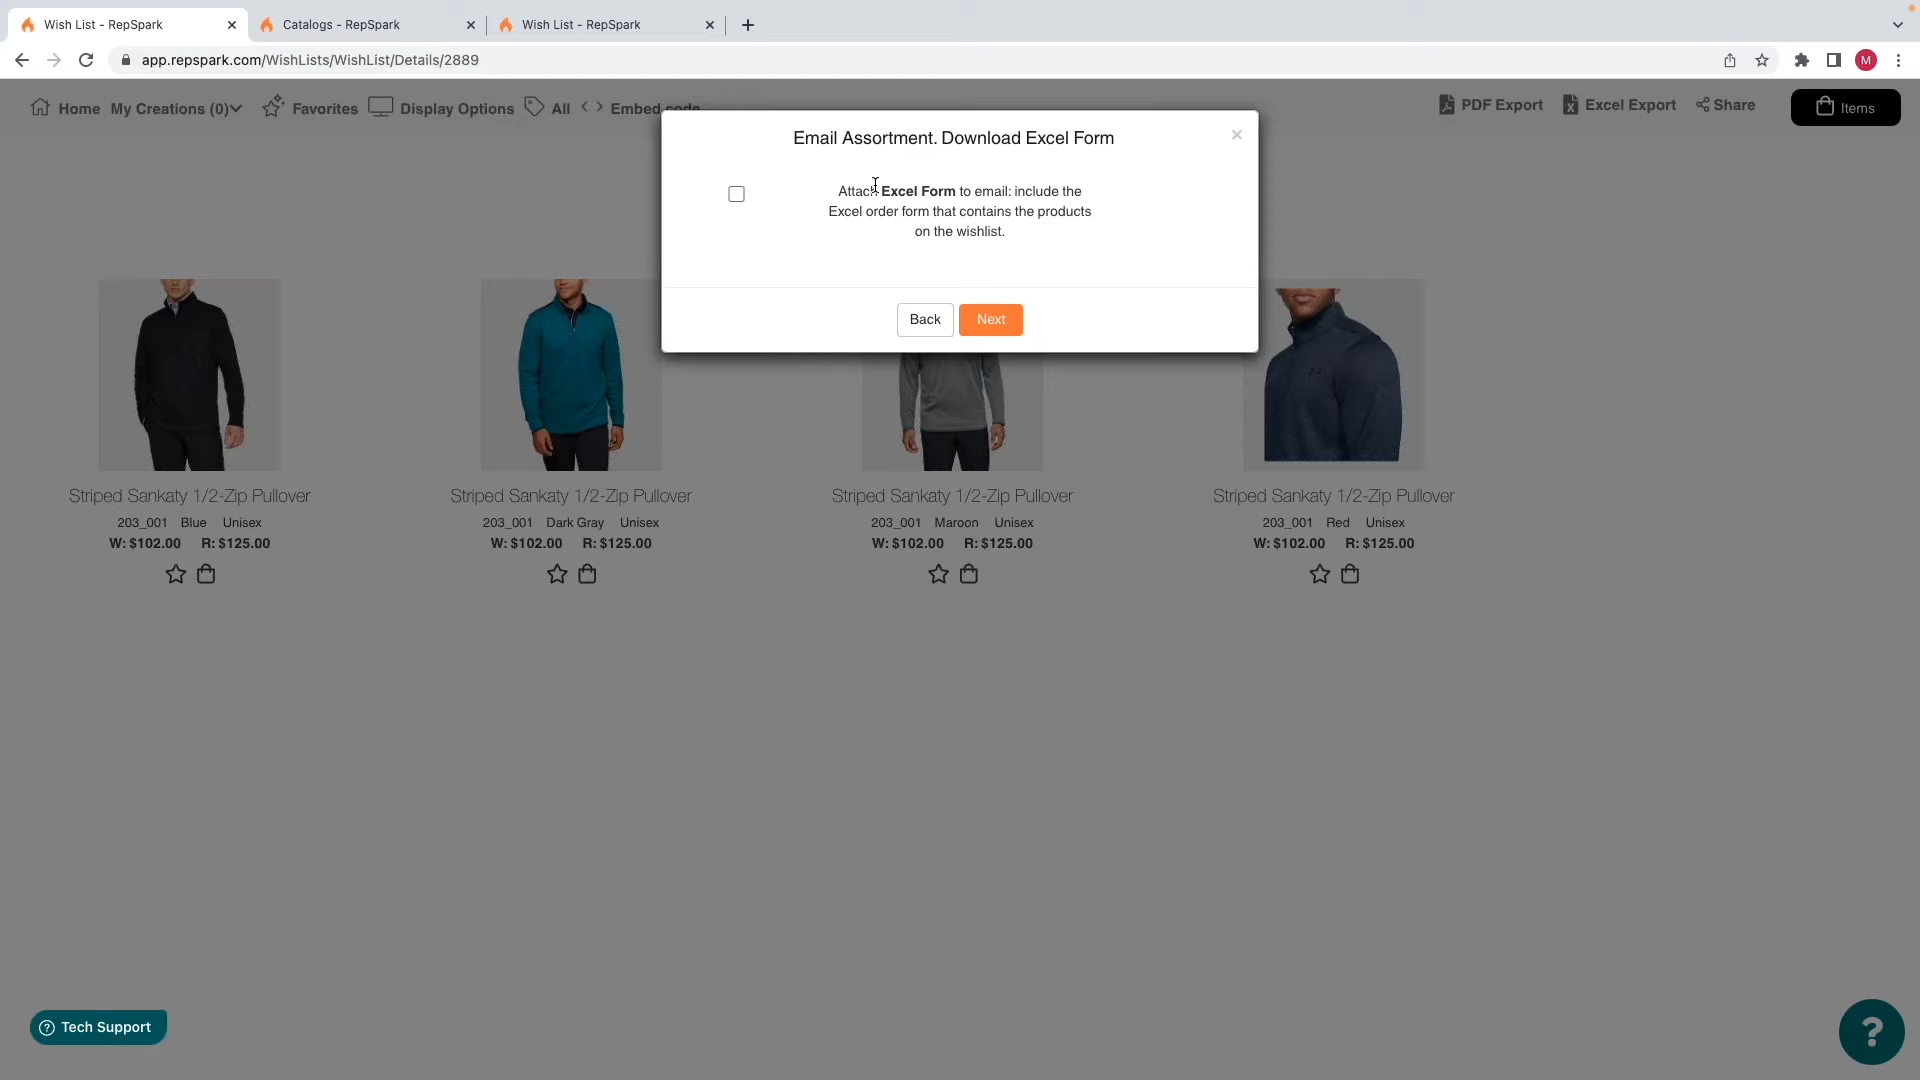 Wish List - RepSpark
Catalogs - RepSpark
Wish List - RepSpark
app.repspark.com/WishLists/WishList/Details/2889
M
Home My Creations (0) Favorites Display Options All < > Embed code
PDF Export Excel Export Share Items
Email Assortment. Download Excel Form
×
Attach Excel Form to email: include the
Excel order form that contains the products
on the wishlist.
Back Next
Striped Sankaty 1/2-Zip Pullover
203_001 Blue Unisex
W: $102.00 R: $125.00
Striped Sankaty 1/2-Zip Pullover
203_001 Dark Gray Unisex
W: $102.00 R: $125.00
Striped Sankaty 1/2-Zip Pullover
203_001 Maroon Unisex
W: $102.00 R: $125.00
Striped Sankaty 1/2-Zip Pullover
203_001 Red Unisex
W: $102.00 R: $125.00
? Tech Support
?